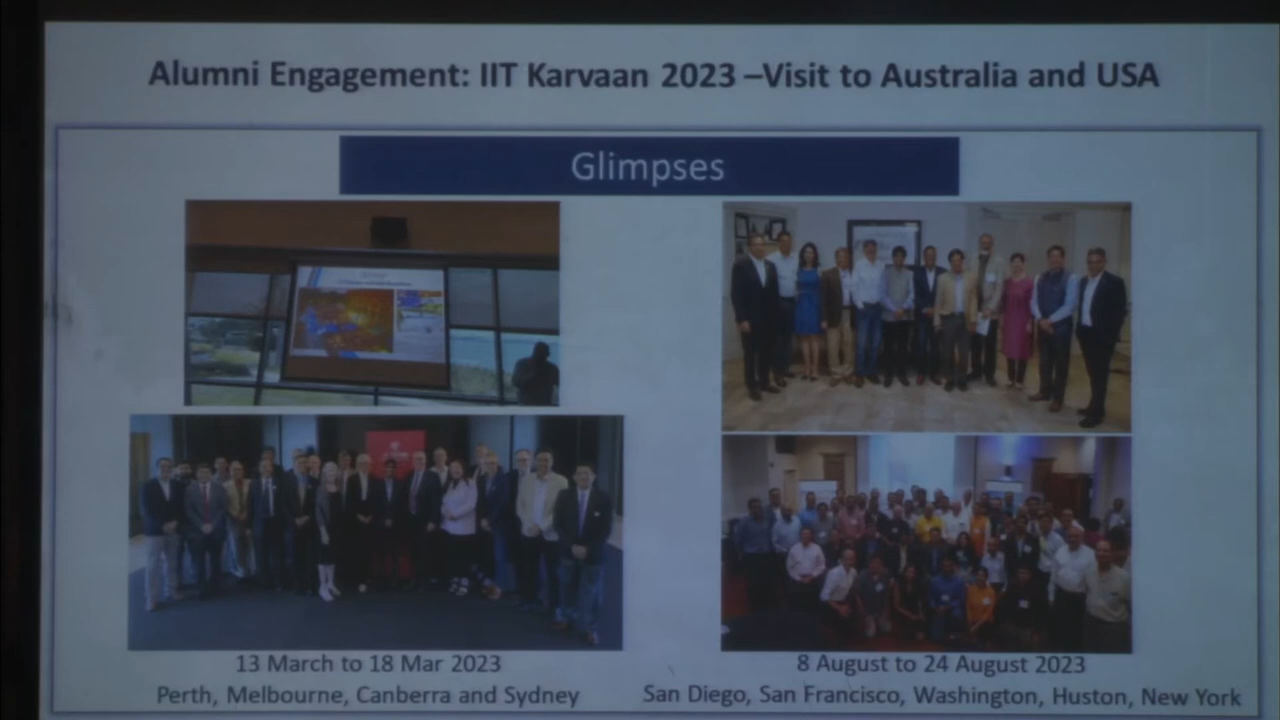 Alumni Engagement: IIT Karvaan 2023 –Visit to Australia and USA
Glimpses
13 March to 18 Mar 2023
Perth, Melbourne, Canberra and Sydney
8 August to 24 August 2023
San Diego, San Francisco, Washington, Huston, New York